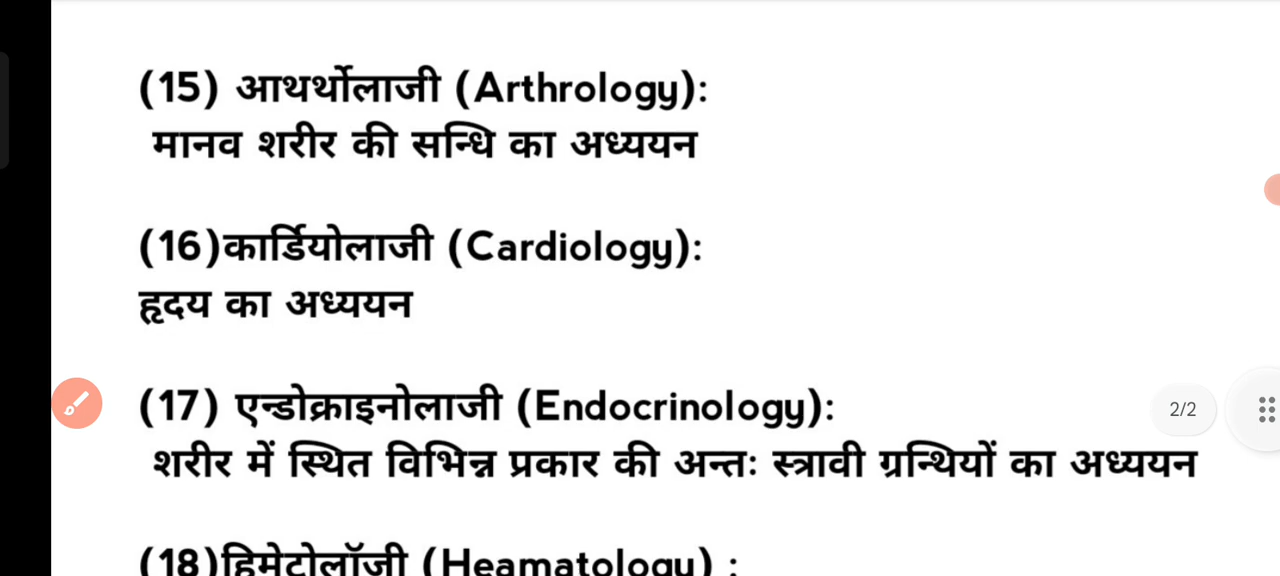 (15) आथर्थोलाजी (Arthrology):
मानव शरीर की सन्धि का अध्ययन
(16)कार्डियोलाजी (Cardiology):
हृदय का अध्ययन
(17) एन्डोक्राइनोलाजी (Endocrinology):
2/2
शरीर में स्थित विभिन्न प्रकार की अन्तः स्त्रावी ग्रन्थियों का अध्ययन
(18)हिमेटोलॉजी (Heamatology) :